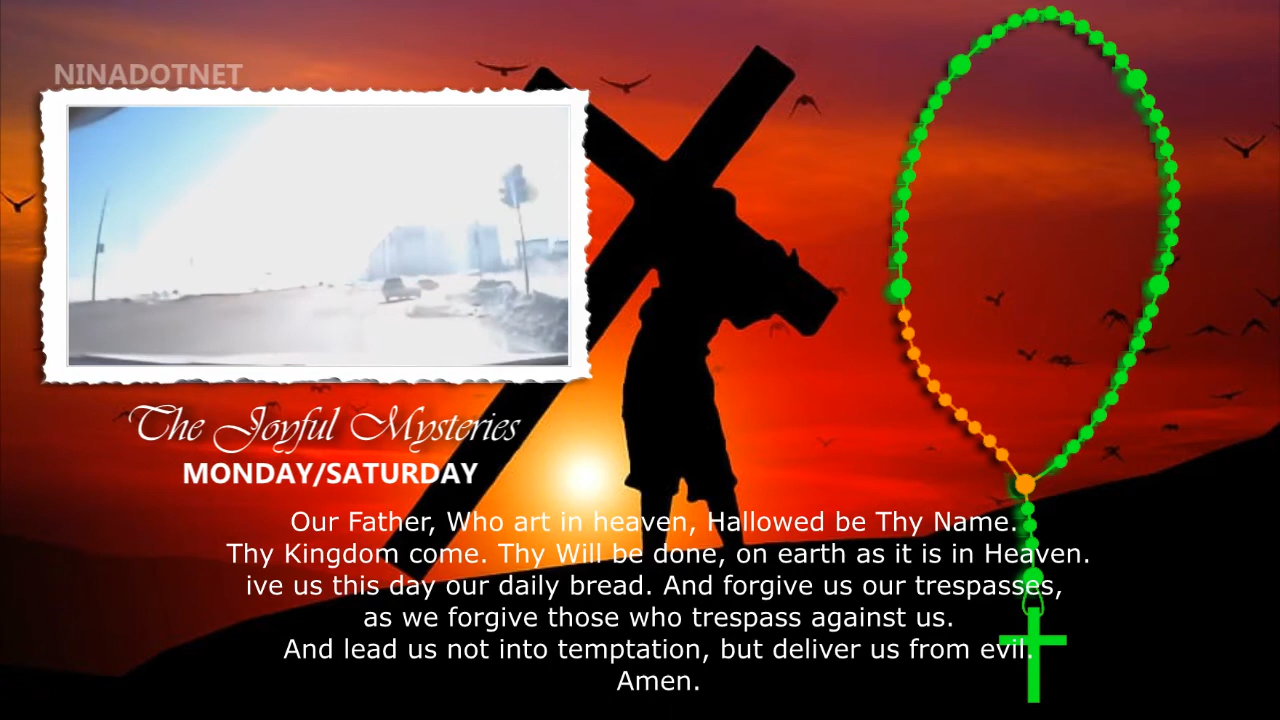 NINADOTNET
The Joyful Mysteries
MONDAY/SATURDAY
Our Father, Who art in heaven, Hallowed be Thy Name.
Thy Kingdom come. Thy Will be done, on earth as it is in Heaven.
ive us this day our daily bread. And forgive us our trespasses,
as we forgive those who trespass against us.
And lead us not into temptation, but deliver us from evil.
Amen.